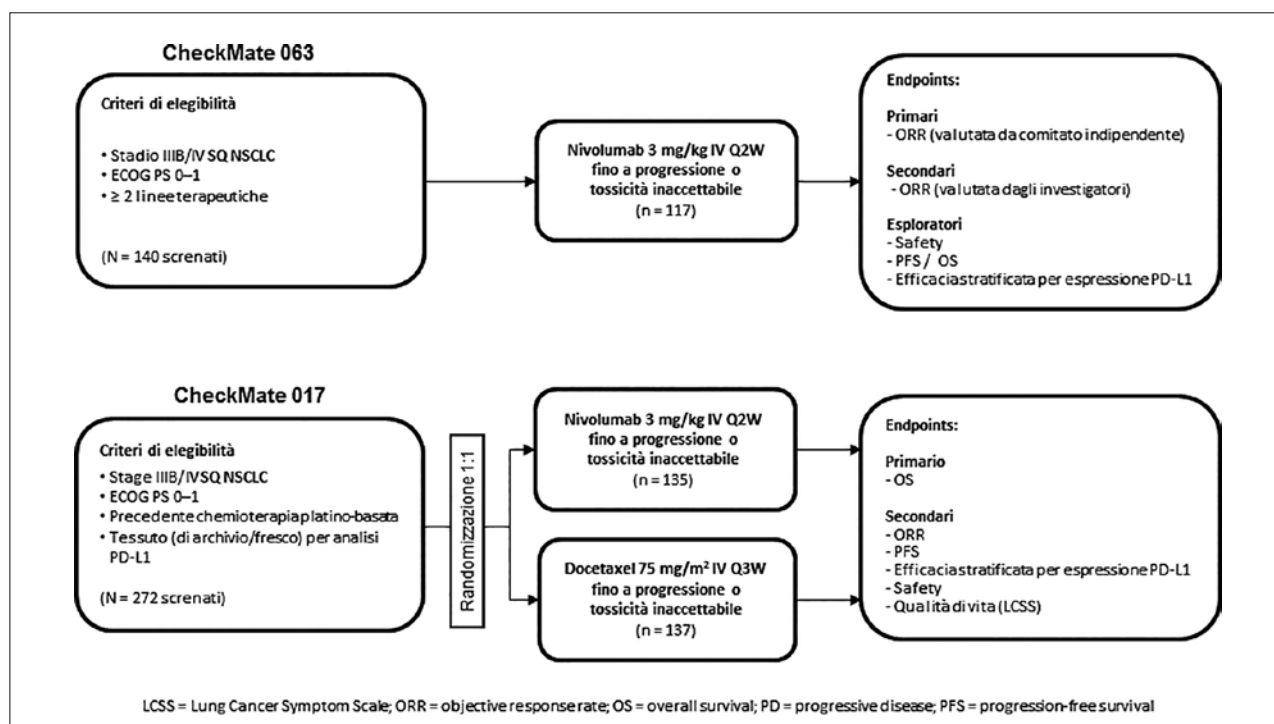 CheckMate 063
Criteri di elegibilità
• Stadio IIIB/IV SQ NSCLC
• ECOG PS 0–1
• ≥ 2 linee terapeutiche
(N = 140 screnati)
Nivolumab 3 mg/kg IV Q2W
fino a progressione o
tossicità inaccettabile
(n = 117)
Endpoints:
Primari
- ORR (valutata da comitato indipendente)
Secondari
- ORR (valutata dagli investigatori)
Esploratori
- Safety
- PFS / OS
- Efficacia stratificata per espressione PD-L1
CheckMate 017
Criteri di elegibilità
• Stage IIIB/IV SQ NSCLC
• ECOG PS 0–1
• Precedente chemioterapia platino-basata
• Tessuto (di archivio/fresco) per analisi
PD-L1
(N = 272 screnati)
Randomizzazione 1:1
Nivolumab 3 mg/kg IV Q2W
fino a progressione o
tossicità inaccettabile
(n = 135)
Docetaxel 75 mg/m² IV Q3W
fino a progressione o
tossicità inaccettabile
(n = 137)
Endpoints:
Primario
- OS
Secondari
- ORR
- PFS
- Efficacia stratificata per espressione PD-L1
- Safety
- Qualità di vita (LCSS)
LCSS = Lung Cancer Symptom Scale; ORR = objective response rate; OS = overall survival; PD = progressive disease; PFS = progression-free survival